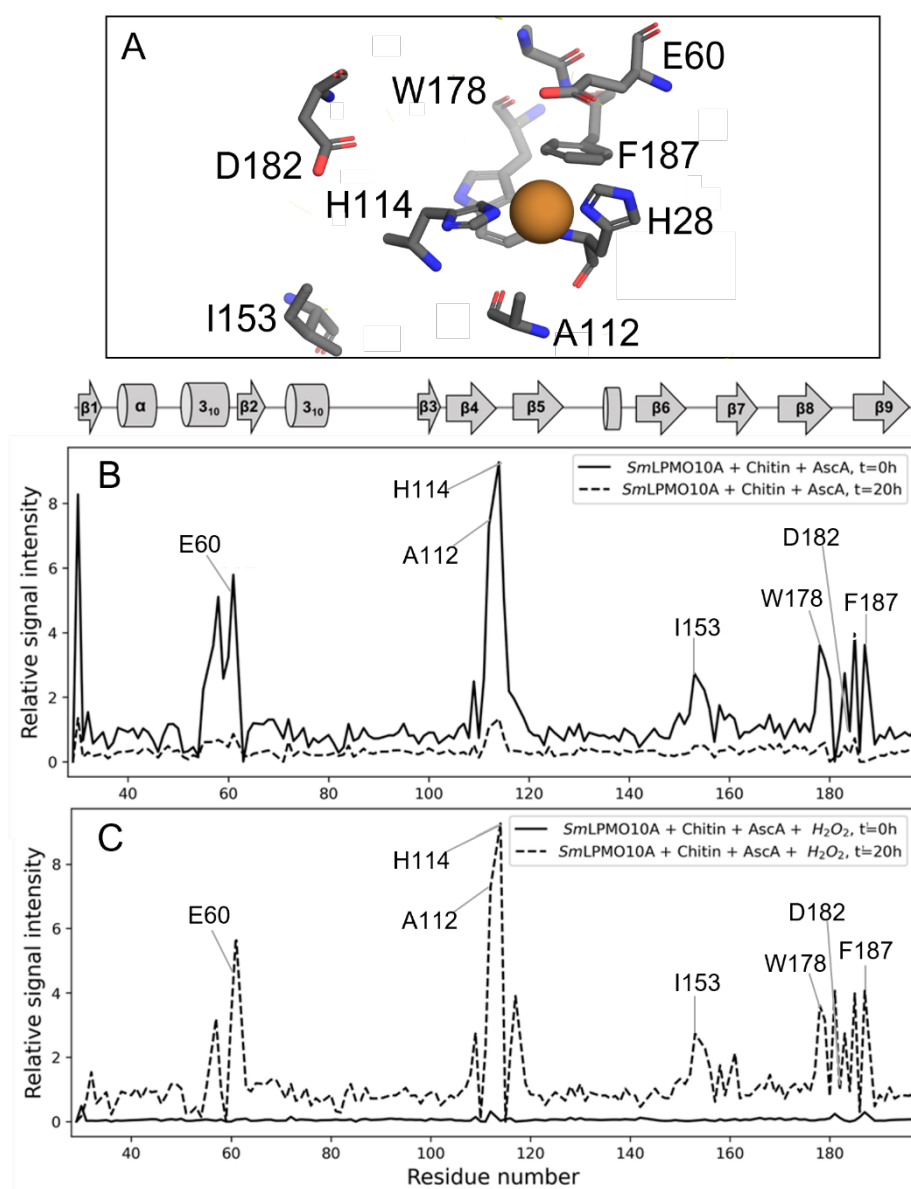 A
E60
W178
D182
F187
H114
H28
I153
A112
β1 α 3₁₀ β2 3₁₀ β3 β4 β5 β6 β7 β8 β9
B
SmLPMO10A + Chitin + AscA, t=0h
SmLPMO10A + Chitin + AscA, t=20h
H114
A112
E60
D182
W178
F187
I153
Relative signal intensity
8
6
4
2
0
40 60 80 100 120 140 160 180
C
SmLPMO10A + Chitin + AscA + H₂O₂, t=0h
SmLPMO10A + Chitin + AscA + H₂O₂, t=20h
H114
A112
E60
D182
W178
F187
I153
Relative signal intensity
8
6
4
2
0
40 60 80 100 120 140 160 180
Residue number